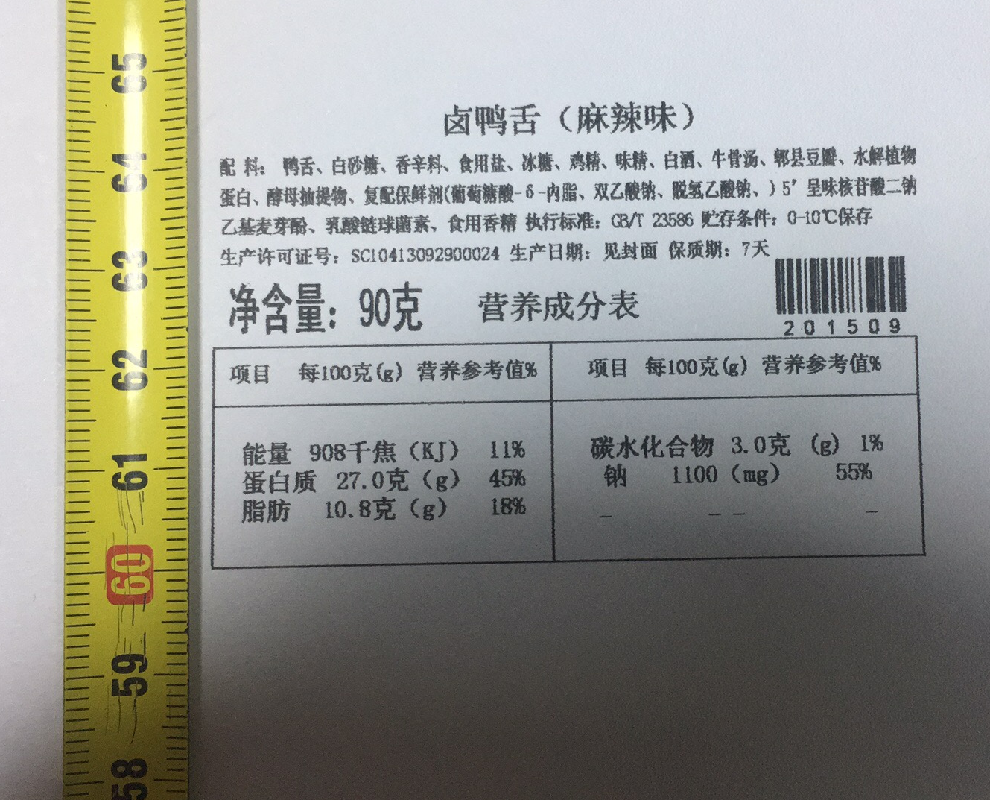 65
64
63
62
61
60
59
58
卤鸭舌（麻辣味）
配 料： 鸭舌、白砂糖、香辛料、食用盐、冰糖、鸡精、味精、白酒、牛骨汤、郫县豆瓣、水解植物
蛋白、酵母抽提物、复配保鲜剂(葡萄糖酸-δ-内脂、双乙酸钠、脱氢乙酸钠、)5’呈味核苷酸二钠
乙基麦芽酚、乳酸链球菌素、食用香精 执行标准：GB/T 23586 贮存条件：0-10℃保存
生产许可证号：SC10413092900024 生产日期：见封面 保质期：7天
净含量：90克 营养成分表
201509
项目 每100克(g) 营养参考值% 项目 每100克(g) 营养参考值%
能量 908千焦（KJ） 11% 碳水化合物 3.0克 (g) 1%
蛋白质 27.0克（g） 45% 钠 1100（mg） 55%
脂肪 10.8克（g） 18% — — — —